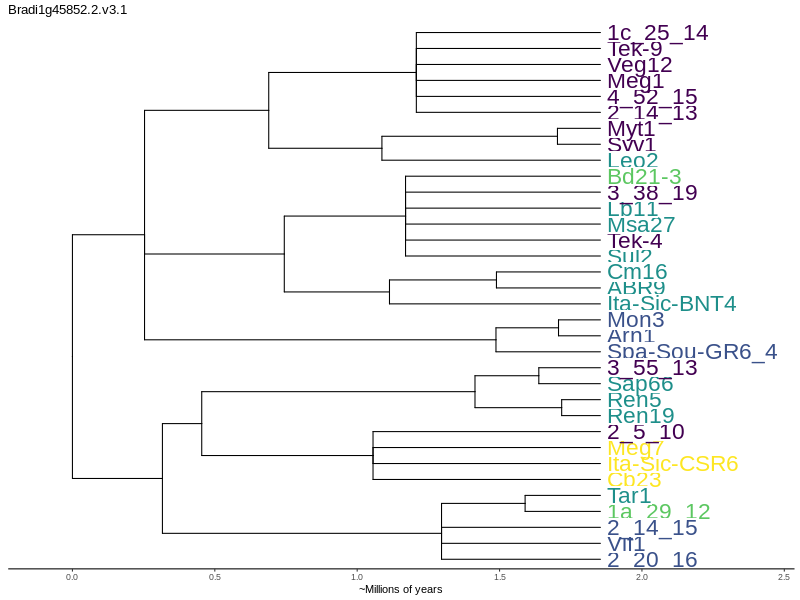 Bradi1g45852.2.v3.1
1c_25_14
Tek-9
Veg12
Meg1
4_52_15
2_14_13
Myt1
Svv1
Leo2
Bd21-3
3_38_19
Lb11
Msa27
Tek-4
Sul2
Cm16
ABR9
Ita-Sic-BNT4
Mon3
Arn1
Spa-Sou-GR6_4
3_55_13
Sap66
Ren5
Ren19
2_5_10
Meg7
Ita-Sic-CSR6
Cb23
Tar1
1a_29_12
2_14_15
2_20_16
0.0 0.5 1.0 1.5 2.0 2.5
~Millions of years